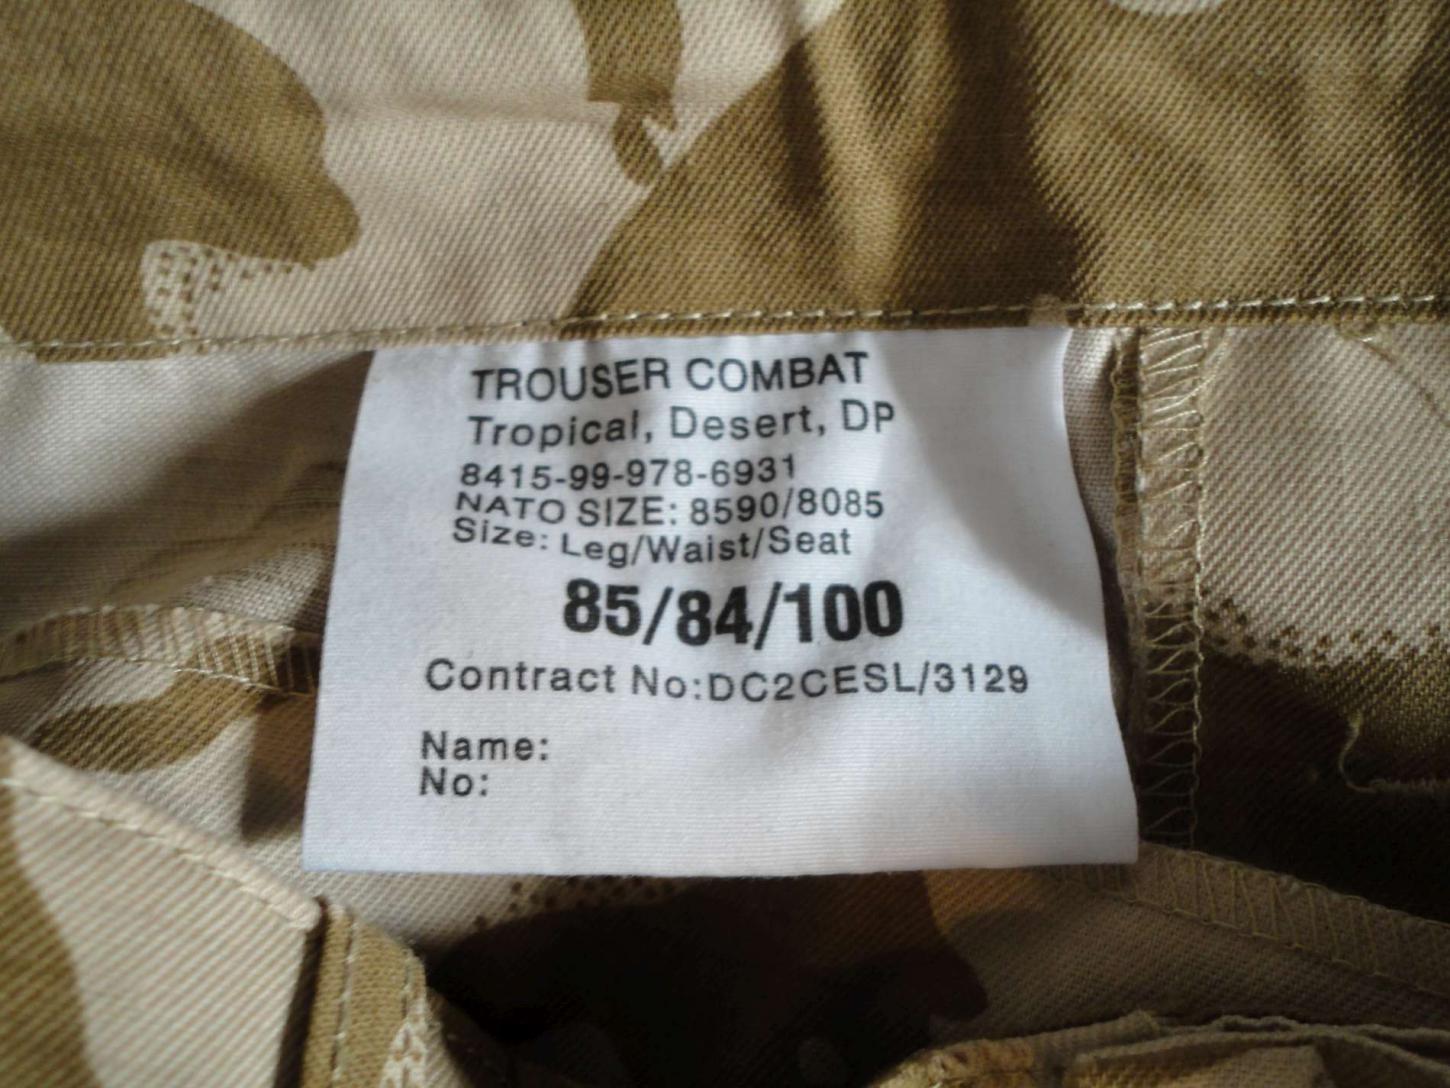 TROUSER COMBAT
Tropical, Desert, DP
8415-99-978-6931
NATO SIZE: 8590/8085
Size: Leg/Waist/Seat
85/84/100
Contract No:DC2CESL/3129
Name:
No: